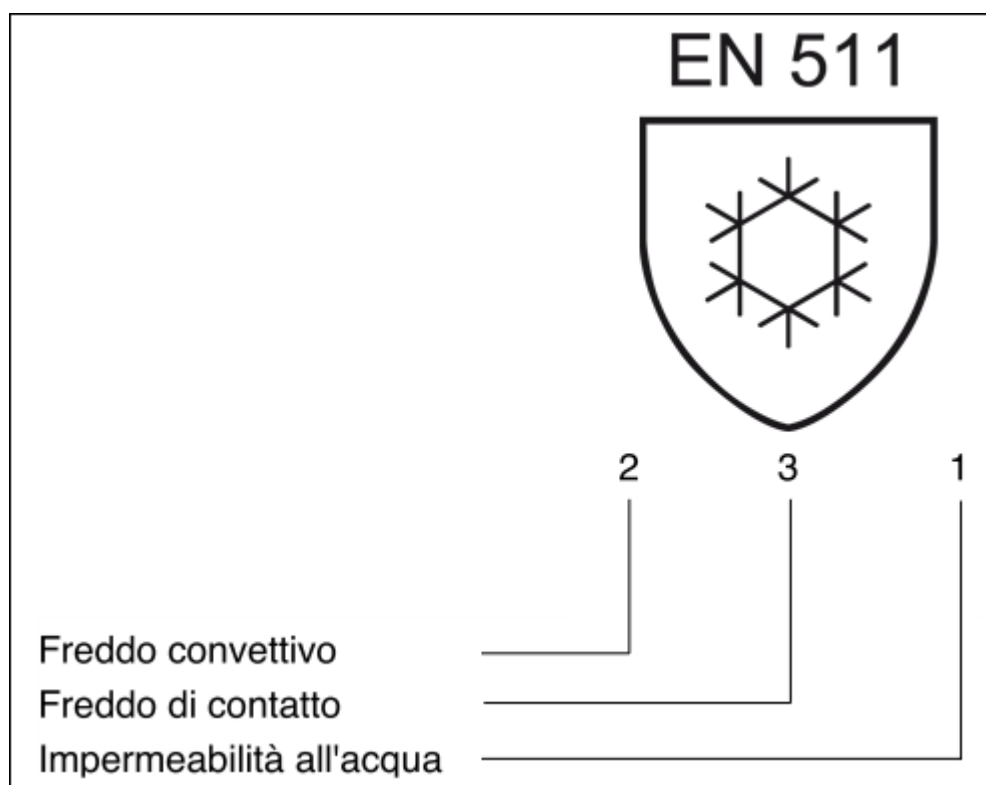 EN 511
2 3 1
Freddo convettivo
Freddo di contatto
Impermeabilità all'acqua